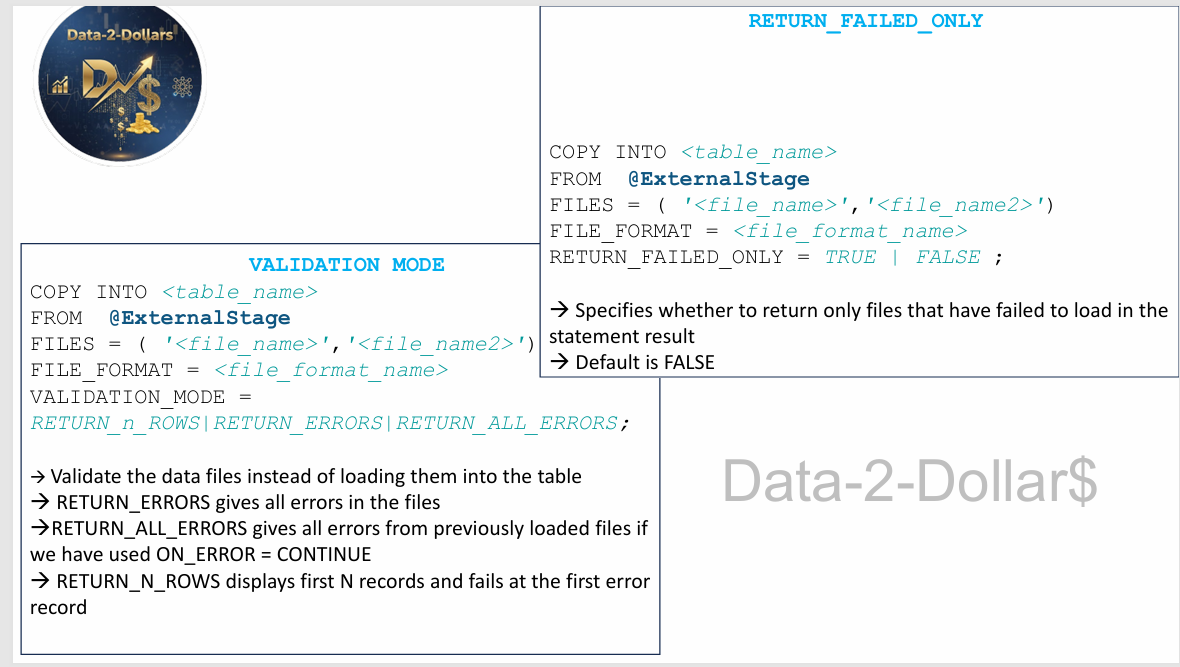 Data-2-Dollars
RETURN_FAILED_ONLY
COPY INTO <table_name>
FROM  @ExternalStage
FILES = ( '<file_name>','<file_name2>')
FILE_FORMAT = <file_format_name>
RETURN_FAILED_ONLY = TRUE | FALSE ;
→ Specifies whether to return only files that have failed to load in the
statement result
→ Default is FALSE
VALIDATION MODE
COPY INTO <table_name>
FROM  @ExternalStage
FILES = ( '<file_name>','<file_name2>')
FILE_FORMAT = <file_format_name>
VALIDATION_MODE =
RETURN_n_ROWS|RETURN_ERRORS|RETURN_ALL_ERRORS;
→ Validate the data files instead of loading them into the table
→ RETURN_ERRORS gives all errors in the files
→RETURN_ALL_ERRORS gives all errors from previously loaded files if
we have used ON_ERROR = CONTINUE
→ RETURN_N_ROWS displays first N records and fails at the first error
record
Data-2-Dollar$